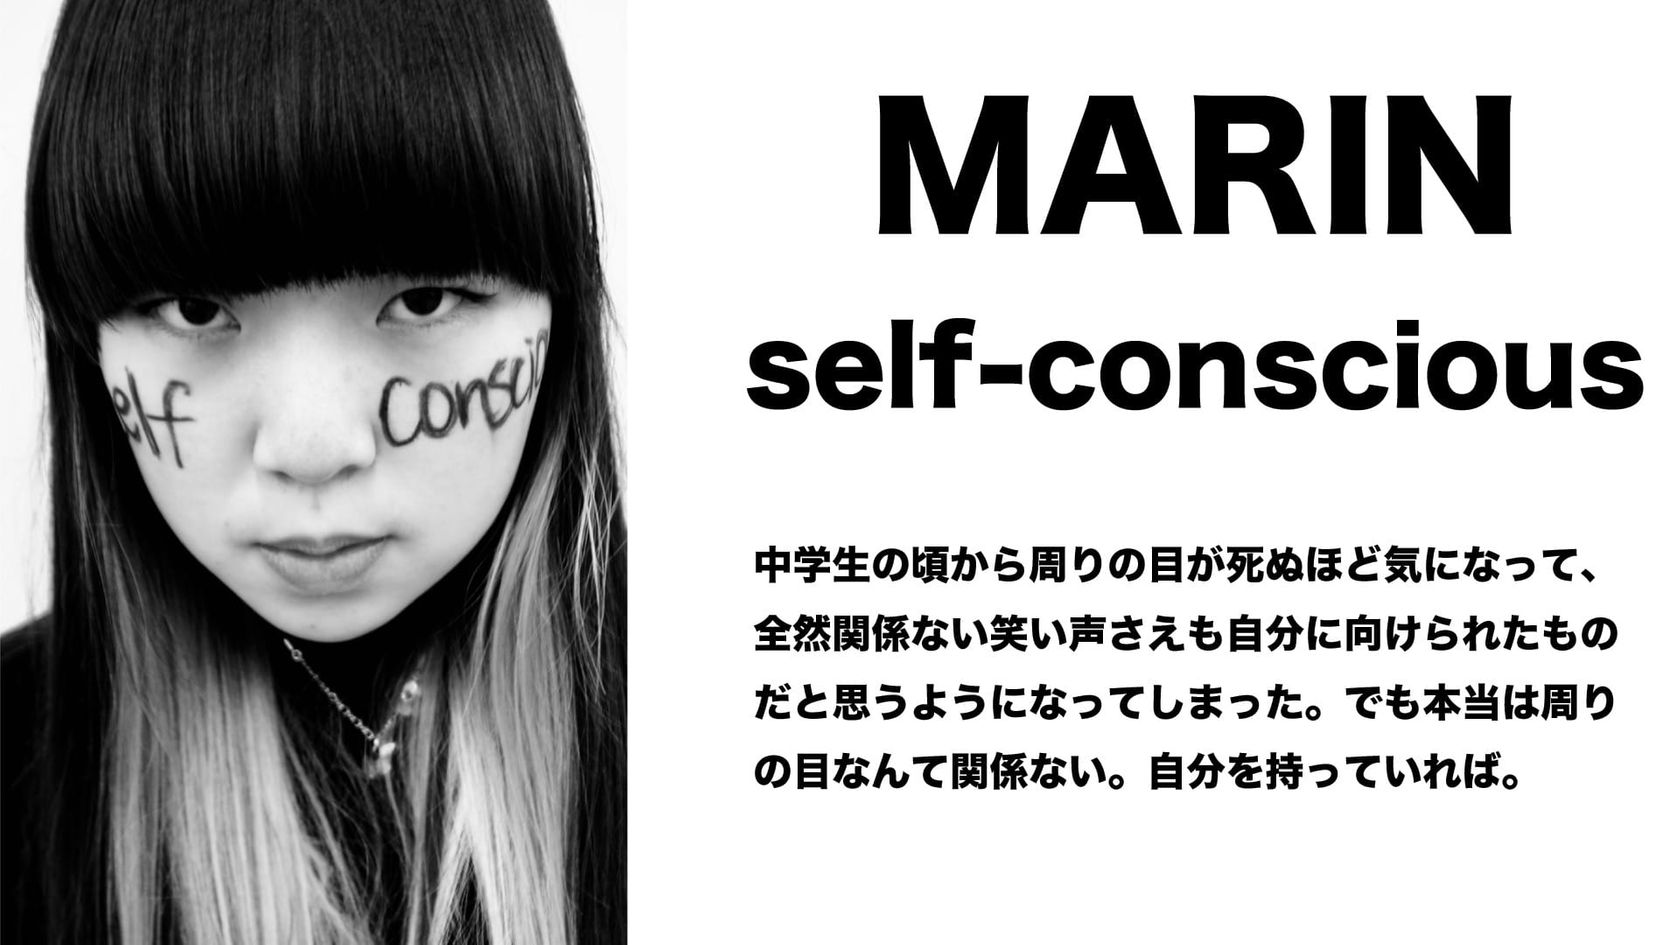 elf
consci
MARIN
self-conscious
中学生の頃から周りの目が死ぬほど気になって、
全然関係ない笑い声さえも自分に向けられたもの
だと思うようになってしまった。でも本当は周り
の目なんて関係ない。自分を持っていれば。